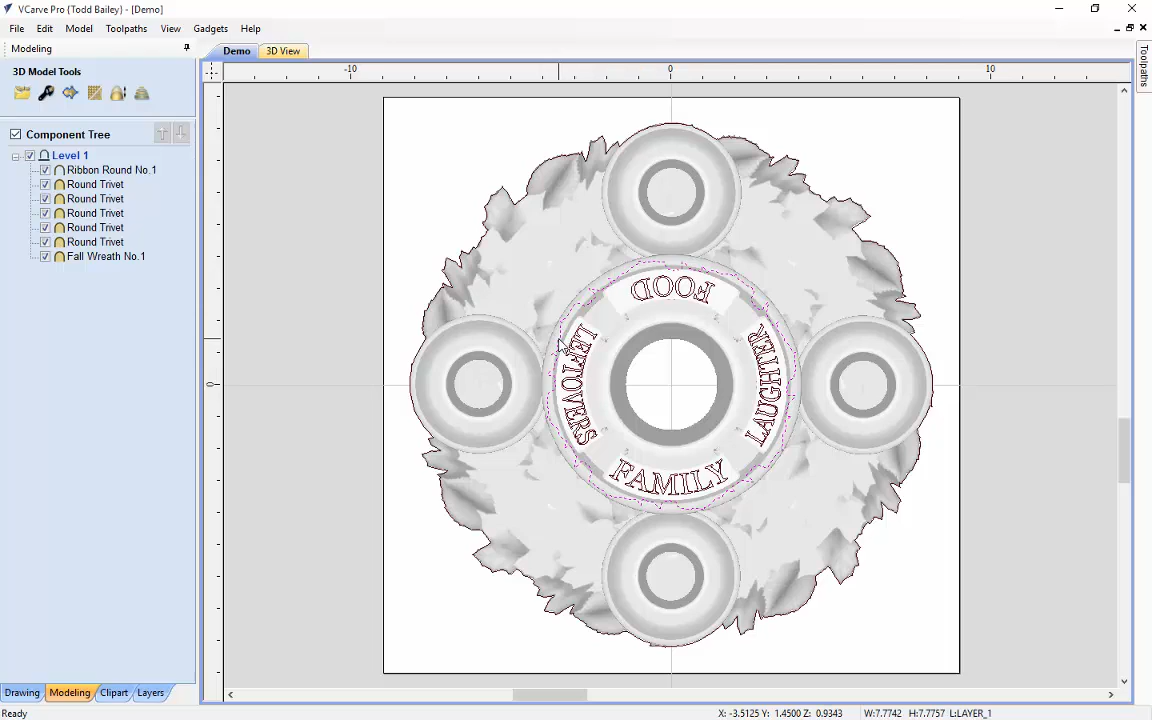 VCarve Pro {Todd Bailey} - [Demo]
File Edit Model Toolpaths View Gadgets Help
Modeling
Demo 3D View
Toolpaths
3D Model Tools
-10 0 10
Component Tree
Level 1
Ribbon Round No.1
Round Trivet
Round Trivet
Round Trivet
Round Trivet
Round Trivet
Fall Wreath No.1
0
FOOD
LEFTOVERS
LAUGHTER
FAMILY
Drawing Modeling Clipart Layers
Ready
X: -3.5125 Y: 1.4500 Z: 0.9343 W:7.7742 H:7.7757 L:LAYER_1